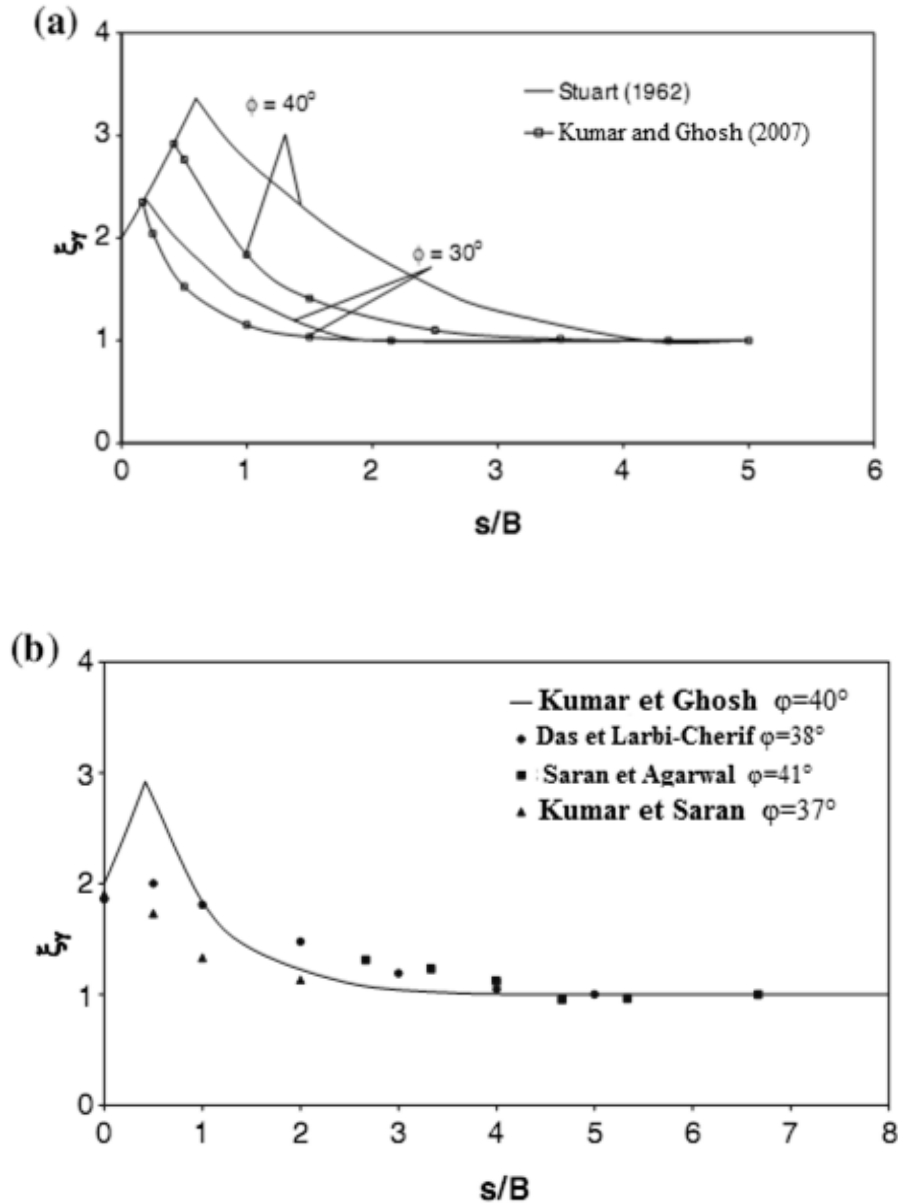 (a)
4
3
2
1
0
ξγ
ϕ = 40°
ϕ = 30°
Stuart (1962)
Kumar and Ghosh (2007)
0 1 2 3 4 5 6
s/B
(b)
4
3
2
1
0
ξγ
Kumar et Ghosh φ=40°
Das et Larbi-Cherif φ=38°
Saran et Agarwal φ=41°
Kumar et Saran φ=37°
0 1 2 3 4 5 6 7 8
s/B